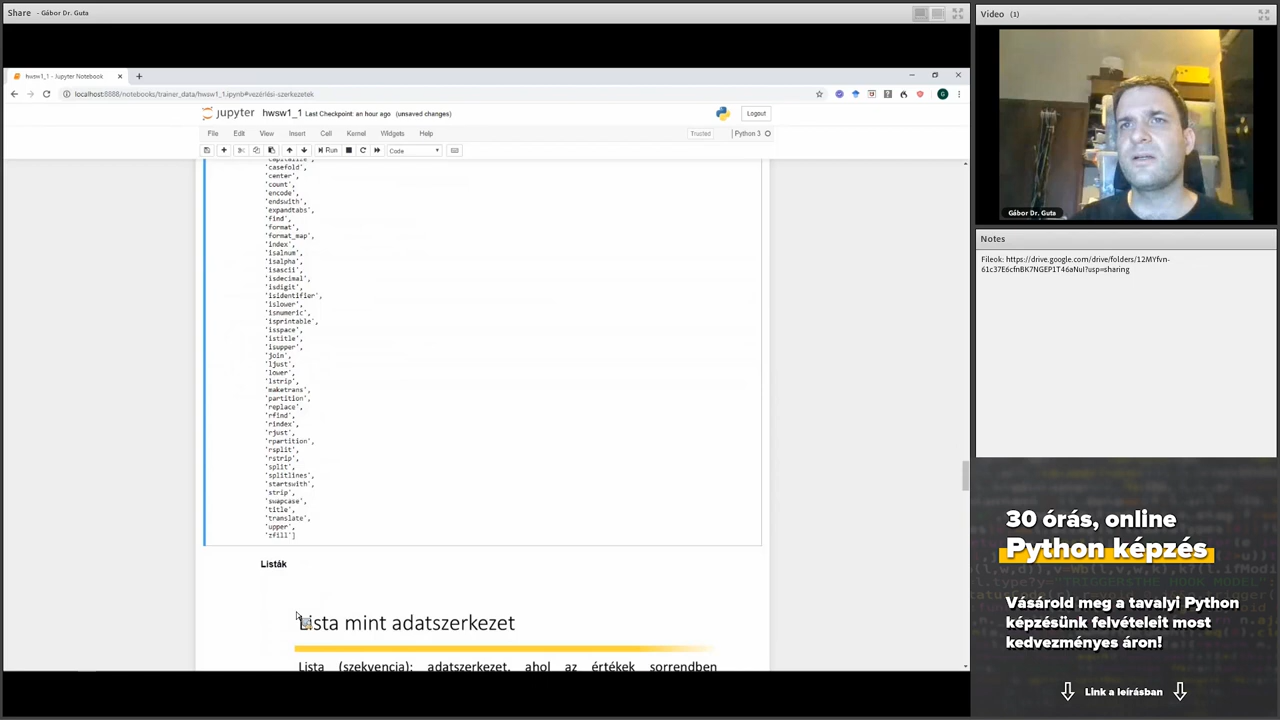 Share - Gábor Dr. Guta
hwsw1_1 - Jupyter Notebook
localhost:8888/notebooks/trainer_data/hwsw1_1.ipynb#vezérlési-szerkezetek
jupyter hwsw1_1 Last Checkpoint: an hour ago (unsaved changes)
Logout
File Edit View Insert Cell Kernel Widgets Help
Trusted
Python 3
Run
Code
'capitalize',
'casefold',
'center',
'count',
'encode',
'endswith',
'expandtabs',
'find',
'format',
'format_map',
'index',
'isalnum',
'isalpha',
'isascii',
'isdecimal',
'isdigit',
'isidentifier',
'islower',
'isnumeric',
'isprintable',
'isspace',
'istitle',
'isupper',
'join',
'ljust',
'lower',
'lstrip',
'maketrans',
'partition',
'replace',
'rfind',
'rindex',
'rjust',
'rpartition',
'rsplit',
'rstrip',
'split',
'splitlines',
'startswith',
'strip',
'swapcase',
'title',
'translate',
'upper',
'zfill']
Listák
Lista mint adatszerkezet
Lista (szekvencia): adatszerkezet, ahol az értékek sorrendben
Video (1)
Gábor Dr. Guta
Notes
Fileok: https://drive.google.com/drive/folders/12MYfvn-
61c37E6cfnBK7NGEP1T46aNuI?usp=sharing
30 órás, online
Python képzés
Vásárold meg a tavalyi Python
képzésünk felvételeit most
kedvezményes áron!
Link a leírásban